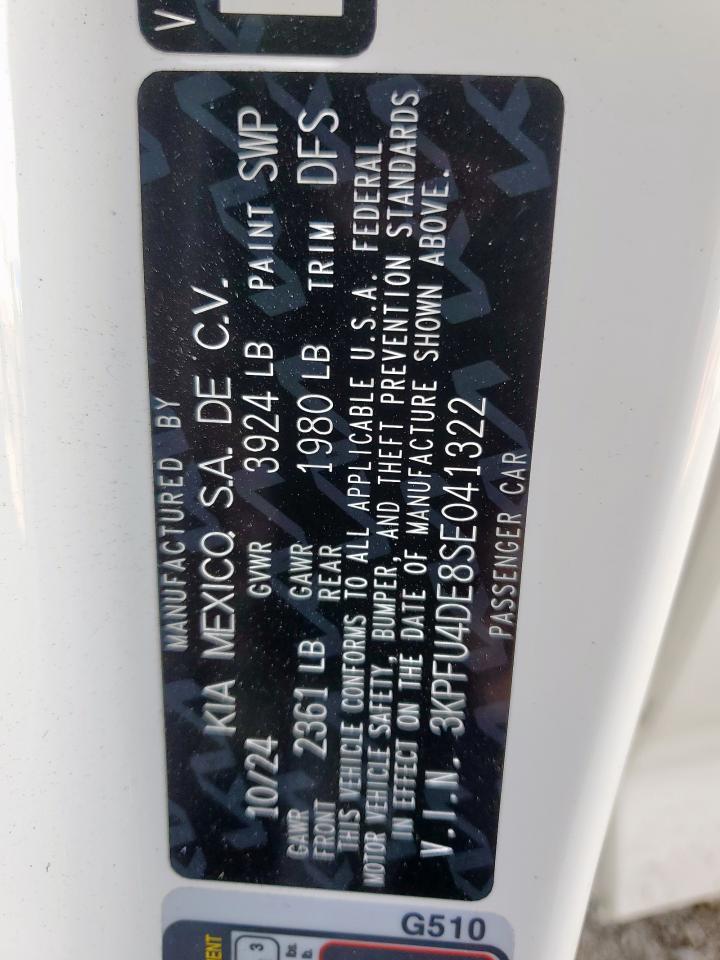 V
MANUFACTURED BY
KIA MEXICO, S.A. DE C.V.
10/24 GVWR 3924 LB PAINT SWP
GAWR FRONT 2361 LB GAWR REAR 1980 LB TRIM DFS
THIS VEHICLE CONFORMS TO ALL APPLICABLE U.S.A. FEDERAL
MOTOR VEHICLE SAFETY, BUMPER, AND THEFT PREVENTION STANDARDS
IN EFFECT ON THE DATE OF MANUFACTURE SHOWN ABOVE.
V.I.N. 3KPFU4DE8SE041322
PASSENGER CAR
G510
3